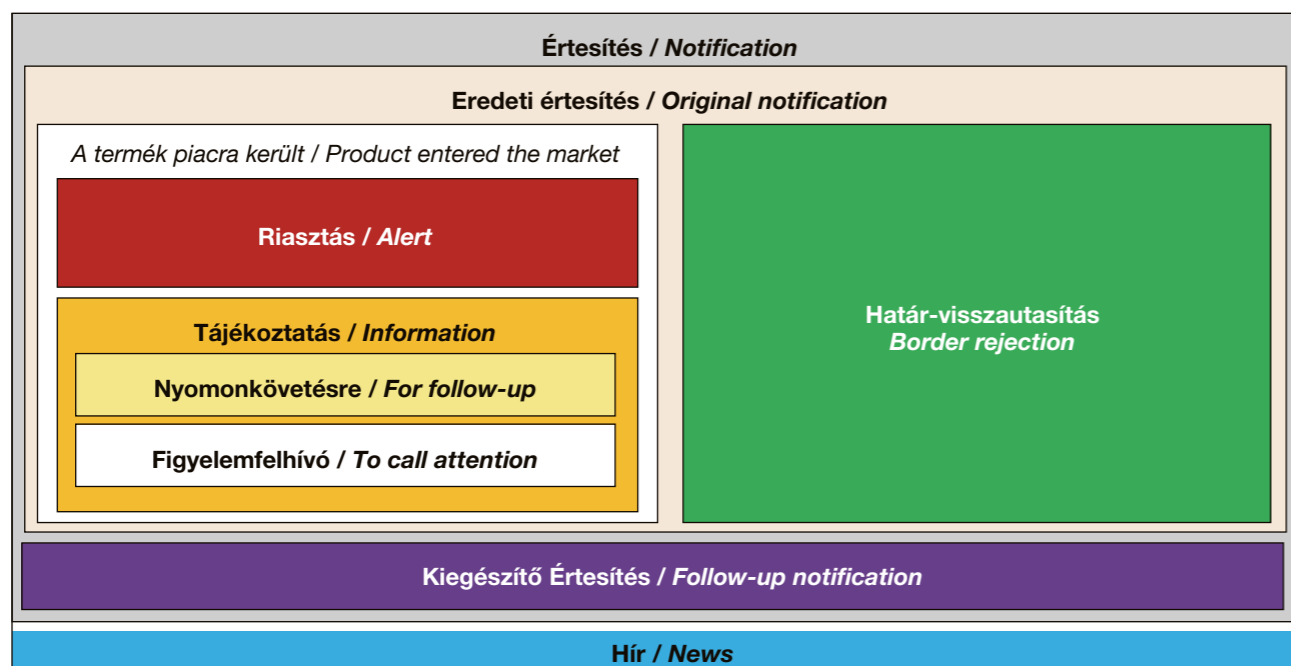 Értesítés / Notification
Eredeti értesítés / Original notification
A termék piacra került / Product entered the market
Riasztás / Alert
Tájékoztatás / Information
Nyomonkövetésre / For follow-up
Figyelemfelhívó / To call attention
Határ-visszautasítás
Border rejection
Kiegészítő Értesítés / Follow-up notification
Hír / News